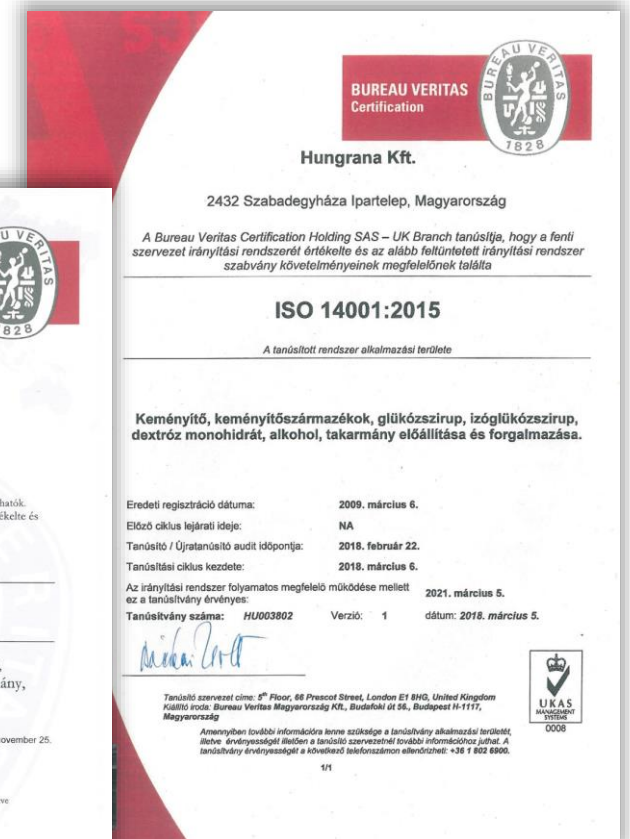 BUREAU VERITAS
Certification
BUREAU VERITAS
1828
Hungrana Kft.
2432 Szabadegyháza Ipartelep, Magyarország
A Bureau Veritas Certification Holding SAS – UK Branch tanúsítja, hogy a fenti
szervezet irányítási rendszerét értékelte és az alább feltüntetett irányítási rendszer
szabvány követelményeinek megfelelőnek találta
ISO 14001:2015
A tanúsított rendszer alkalmazási területe
Keményítő, keményítőszármazékok, glükózszirup, izóglükózszirup,
dextróz monohidrát, alkohol, takarmány előállítása és forgalmazása.
Eredeti regisztráció dátuma: 2009. március 6.
Előző ciklus lejárati ideje: NA
Tanúsító / Újratanúsító audit időpontja: 2018. február 22.
Tanúsítási ciklus kezdete: 2018. március 6.
Az irányítási rendszer folyamatos megfelelő működése mellett
ez a tanúsítvány érvényes: 2021. március 5.
Tanúsítvány száma: HU003802 Verzió: 1 dátum: 2018. március 5.
Tanúsító szervezet címe: 5th Floor, 66 Prescot Street, London E1 8HG, United Kingdom
Kiállító iroda: Bureau Veritas Magyarország Kft., Budafoki út 56., Budapest H-1117,
Magyarország
Amennyiben további információra lenne szüksége a tanúsítvány alkalmazási területét,
illetve érvényességét illetően a tanúsító szervezetnél további információhoz juthat. A
tanúsítvány érvényességét a következő telefonszámon ellenőrizheti: +36 1 802 6900.
1/1
UKAS
MANAGEMENT
SYSTEMS
0008
1828
hatók.
ékelte és
ány,
ovember 25.